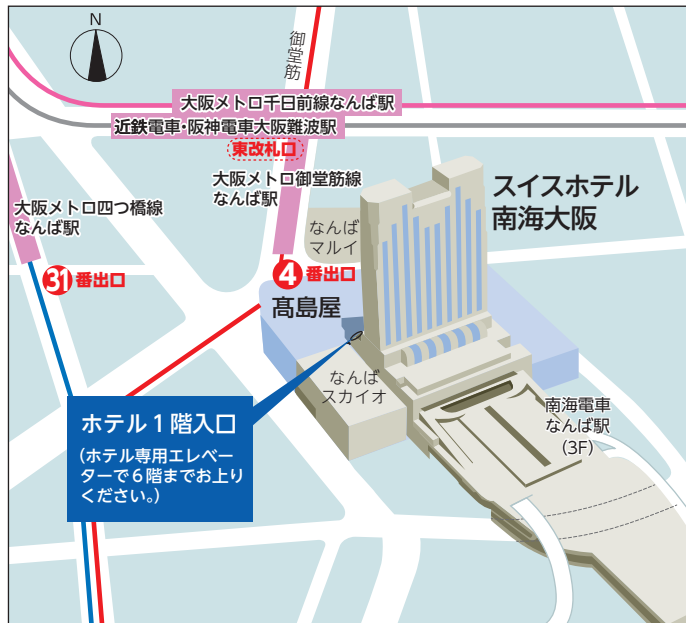 N
御堂筋
大阪メトロ千日前線なんば駅
近鉄電車・阪神電車大阪難波駅
東改札口
大阪メトロ御堂筋線
なんば駅
大阪メトロ四つ橋線
なんば駅
31番出口
4番出口
なんば
マルイ
スイスホテル
南海大阪
髙島屋
なんば
スカイオ
南海電車
なんば駅
(3F)
ホテル1階入口
(ホテル専用エレベー
ターで6階までお上り
ください。)